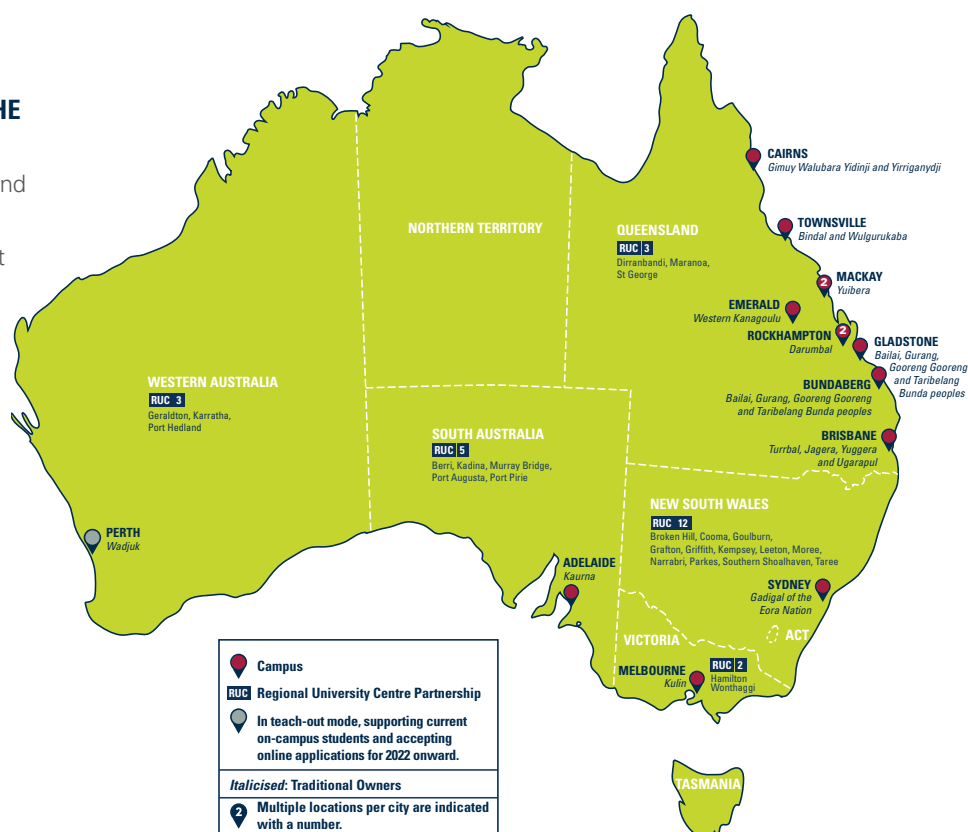 HE
nd
t
CAIRNS
Gimuy Walubara Yidinji and Yirriganydji
TOWNSVILLE
Bindal and Wulgurukaba
2
MACKAY
Yuibera
NORTHERN TERRITORY
QUEENSLAND
RUC 3
Dirranbandi, Maranoa,
St George
EMERALD
Western Kanagoulu
ROCKHAMPTON
2
Darumbal
GLADSTONE
Bailai, Gurang,
Gooreng Gooreng
and Taribelang
Bunda peoples
BUNDABERG
Bailai, Gurang, Gooreng Gooreng
and Taribelang Bunda peoples
BRISBANE
Turrbal, Jagera, Yuggera
and Ugarapul
WESTERN AUSTRALIA
RUC 3
Geraldton, Karratha,
Port Hedland
SOUTH AUSTRALIA
RUC 5
Berri, Kadina, Murray Bridge,
Port Augusta, Port Pirie
NEW SOUTH WALES
RUC 12
Broken Hill, Cooma, Goulburn,
Grafton, Griffith, Kempsey, Leeton, Moree,
Narrabri, Parkes, Southern Shoalhaven, Taree
PERTH
Wadjuk
ADELAIDE
Kaurna
SYDNEY
Gadigal of the
Eora Nation
ACT
VICTORIA
MELBOURNE
Kulin
RUC 2
Hamilton
Wonthaggi
TASMANIA
Campus
RUC Regional University Centre Partnership
In teach-out mode, supporting current
on-campus students and accepting
online applications for 2022 onward.
Italicised: Traditional Owners
2 Multiple locations per city are indicated
with a number.